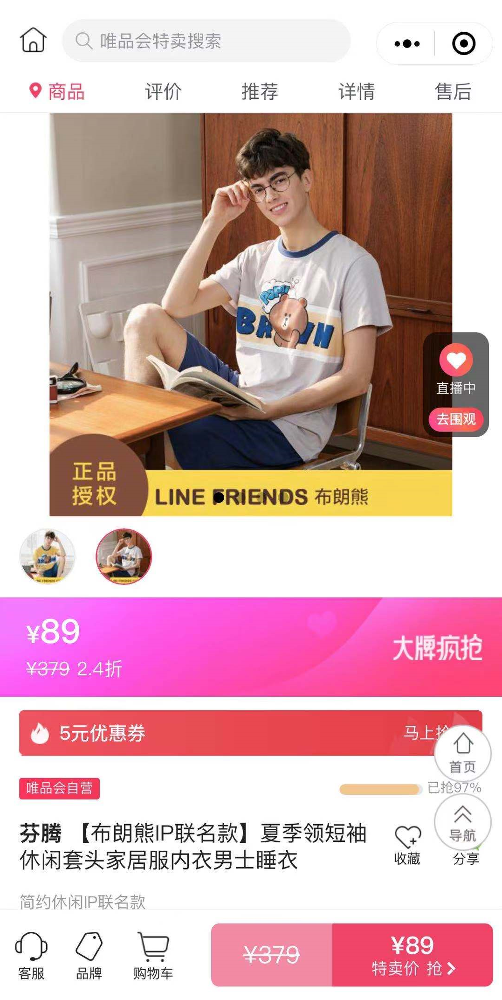 唯品会特卖搜索
商品
评价
推荐
详情
售后
POPII
BROWN
直播中
去围观
正品
授权
LINE FRIENDS 布朗熊
¥89
¥379 2.4折
大牌疯抢
5元优惠券
马上抢
首页
唯品会自营
已抢97%
芬腾 【布朗熊IP联名款】夏季领短袖
休闲套头家居服内衣男士睡衣
收藏
导航
分享
简约休闲IP联名款
客服
品牌
购物车
¥379
¥89
特卖价 抢